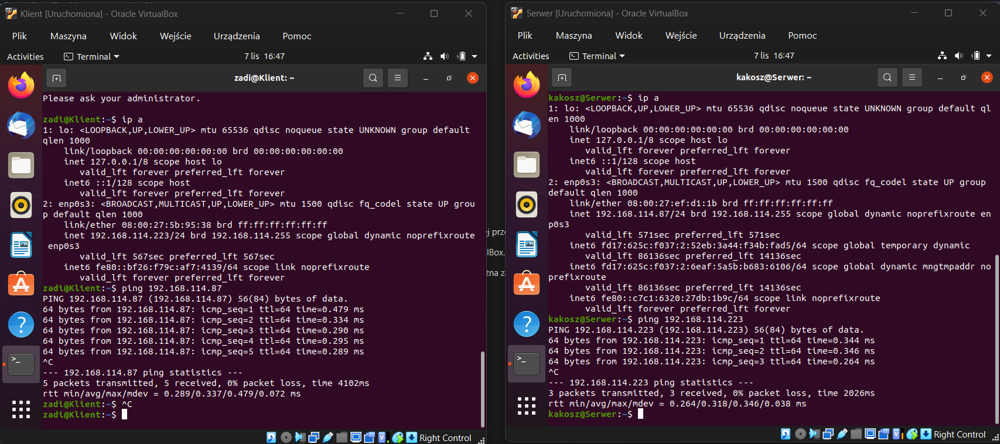 Klient [Uruchomiona] - Oracle VirtualBox
Plik Maszyna Widok Wejście Urządzenia Pomoc
Activities Terminal 7 lis 16:47
zadi@Klient: ~
Please ask your administrator.
zadi@Klient:~$ ip a
1: lo: <LOOPBACK,UP,LOWER_UP> mtu 65536 qdisc noqueue state UNKNOWN group default
qlen 1000
    link/loopback 00:00:00:00:00:00 brd 00:00:00:00:00:00
    inet 127.0.0.1/8 scope host lo
       valid_lft forever preferred_lft forever
    inet6 ::1/128 scope host
       valid_lft forever preferred_lft forever
2: enp0s3: <BROADCAST,MULTICAST,UP,LOWER_UP> mtu 1500 qdisc fq_codel state UP grou
p default qlen 1000
    link/ether 08:00:27:5b:95:38 brd ff:ff:ff:ff:ff:ff
    inet 192.168.114.223/24 brd 192.168.114.255 scope global dynamic noprefixroute
 enp0s3
       valid_lft 567sec preferred_lft 567sec
    inet6 fe80::bf26:f79c:af7:4139/64 scope link noprefixroute
       valid_lft forever preferred_lft forever
zadi@Klient:~$ ping 192.168.114.87
PING 192.168.114.87 (192.168.114.87) 56(84) bytes of data.
64 bytes from 192.168.114.87: icmp_seq=1 ttl=64 time=0.479 ms
64 bytes from 192.168.114.87: icmp_seq=2 ttl=64 time=0.334 ms
64 bytes from 192.168.114.87: icmp_seq=3 ttl=64 time=0.290 ms
64 bytes from 192.168.114.87: icmp_seq=4 ttl=64 time=0.295 ms
64 bytes from 192.168.114.87: icmp_seq=5 ttl=64 time=0.289 ms
^C
--- 192.168.114.87 ping statistics ---
5 packets transmitted, 5 received, 0% packet loss, time 4102ms
rtt min/avg/max/mdev = 0.289/0.337/0.479/0.072 ms
zadi@Klient:~$ ^C
zadi@Klient:~$
Right Control
Serwer [Uruchomiona] - Oracle VirtualBox
Plik Maszyna Widok Wejście Urządzenia Pomoc
Activities Terminal 7 lis 16:47
kakosz@Serwer: ~
kakosz@Serwer:~$ ip a
1: lo: <LOOPBACK,UP,LOWER_UP> mtu 65536 qdisc noqueue state UNKNOWN group default ql
en 1000
    link/loopback 00:00:00:00:00:00 brd 00:00:00:00:00:00
    inet 127.0.0.1/8 scope host lo
       valid_lft forever preferred_lft forever
    inet6 ::1/128 scope host
       valid_lft forever preferred_lft forever
2: enp0s3: <BROADCAST,MULTICAST,UP,LOWER_UP> mtu 1500 qdisc fq_codel state UP group
default qlen 1000
    link/ether 08:00:27:ef:d1:1b brd ff:ff:ff:ff:ff:ff
    inet 192.168.114.87/24 brd 192.168.114.255 scope global dynamic noprefixroute en
p0s3
       valid_lft 571sec preferred_lft 571sec
    inet6 fd17:625c:f037:2:52eb:3a44:f34b:fad5/64 scope global temporary dynamic
       valid_lft 86136sec preferred_lft 14136sec
    inet6 fd17:625c:f037:2:6eaf:5a5b:b683:6106/64 scope global dynamic mngtmpaddr no
prefixroute
       valid_lft 86136sec preferred_lft 14136sec
    inet6 fe80::c7c1:6320:27db:1b9c/64 scope link noprefixroute
       valid_lft forever preferred_lft forever
kakosz@Serwer:~$ ping 192.168.114.223
PING 192.168.114.223 (192.168.114.223) 56(84) bytes of data.
64 bytes from 192.168.114.223: icmp_seq=1 ttl=64 time=0.344 ms
64 bytes from 192.168.114.223: icmp_seq=2 ttl=64 time=0.346 ms
64 bytes from 192.168.114.223: icmp_seq=3 ttl=64 time=0.264 ms
^C
--- 192.168.114.223 ping statistics ---
3 packets transmitted, 3 received, 0% packet loss, time 2026ms
rtt min/avg/max/mdev = 0.264/0.318/0.346/0.038 ms
kakosz@Serwer:~$
Right Control